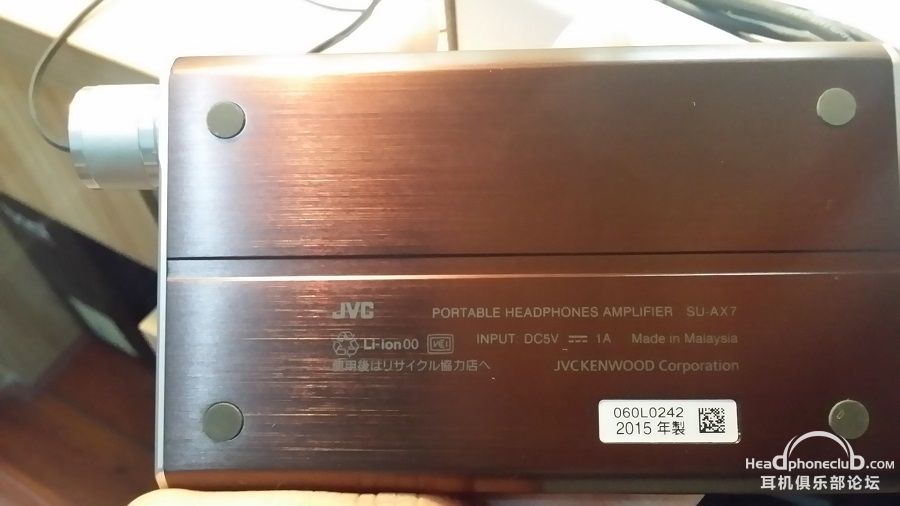 JVC PORTABLE HEADPHONES AMPLIFIER SU-AX7
Li-ion00 INPUT DC5V 1A Made in Malaysia
使用後はリサイクル協力店へ JVCKENWOOD Corporation
060L0242
2015 年製
Headphoneclub.com
耳机俱乐部论坛